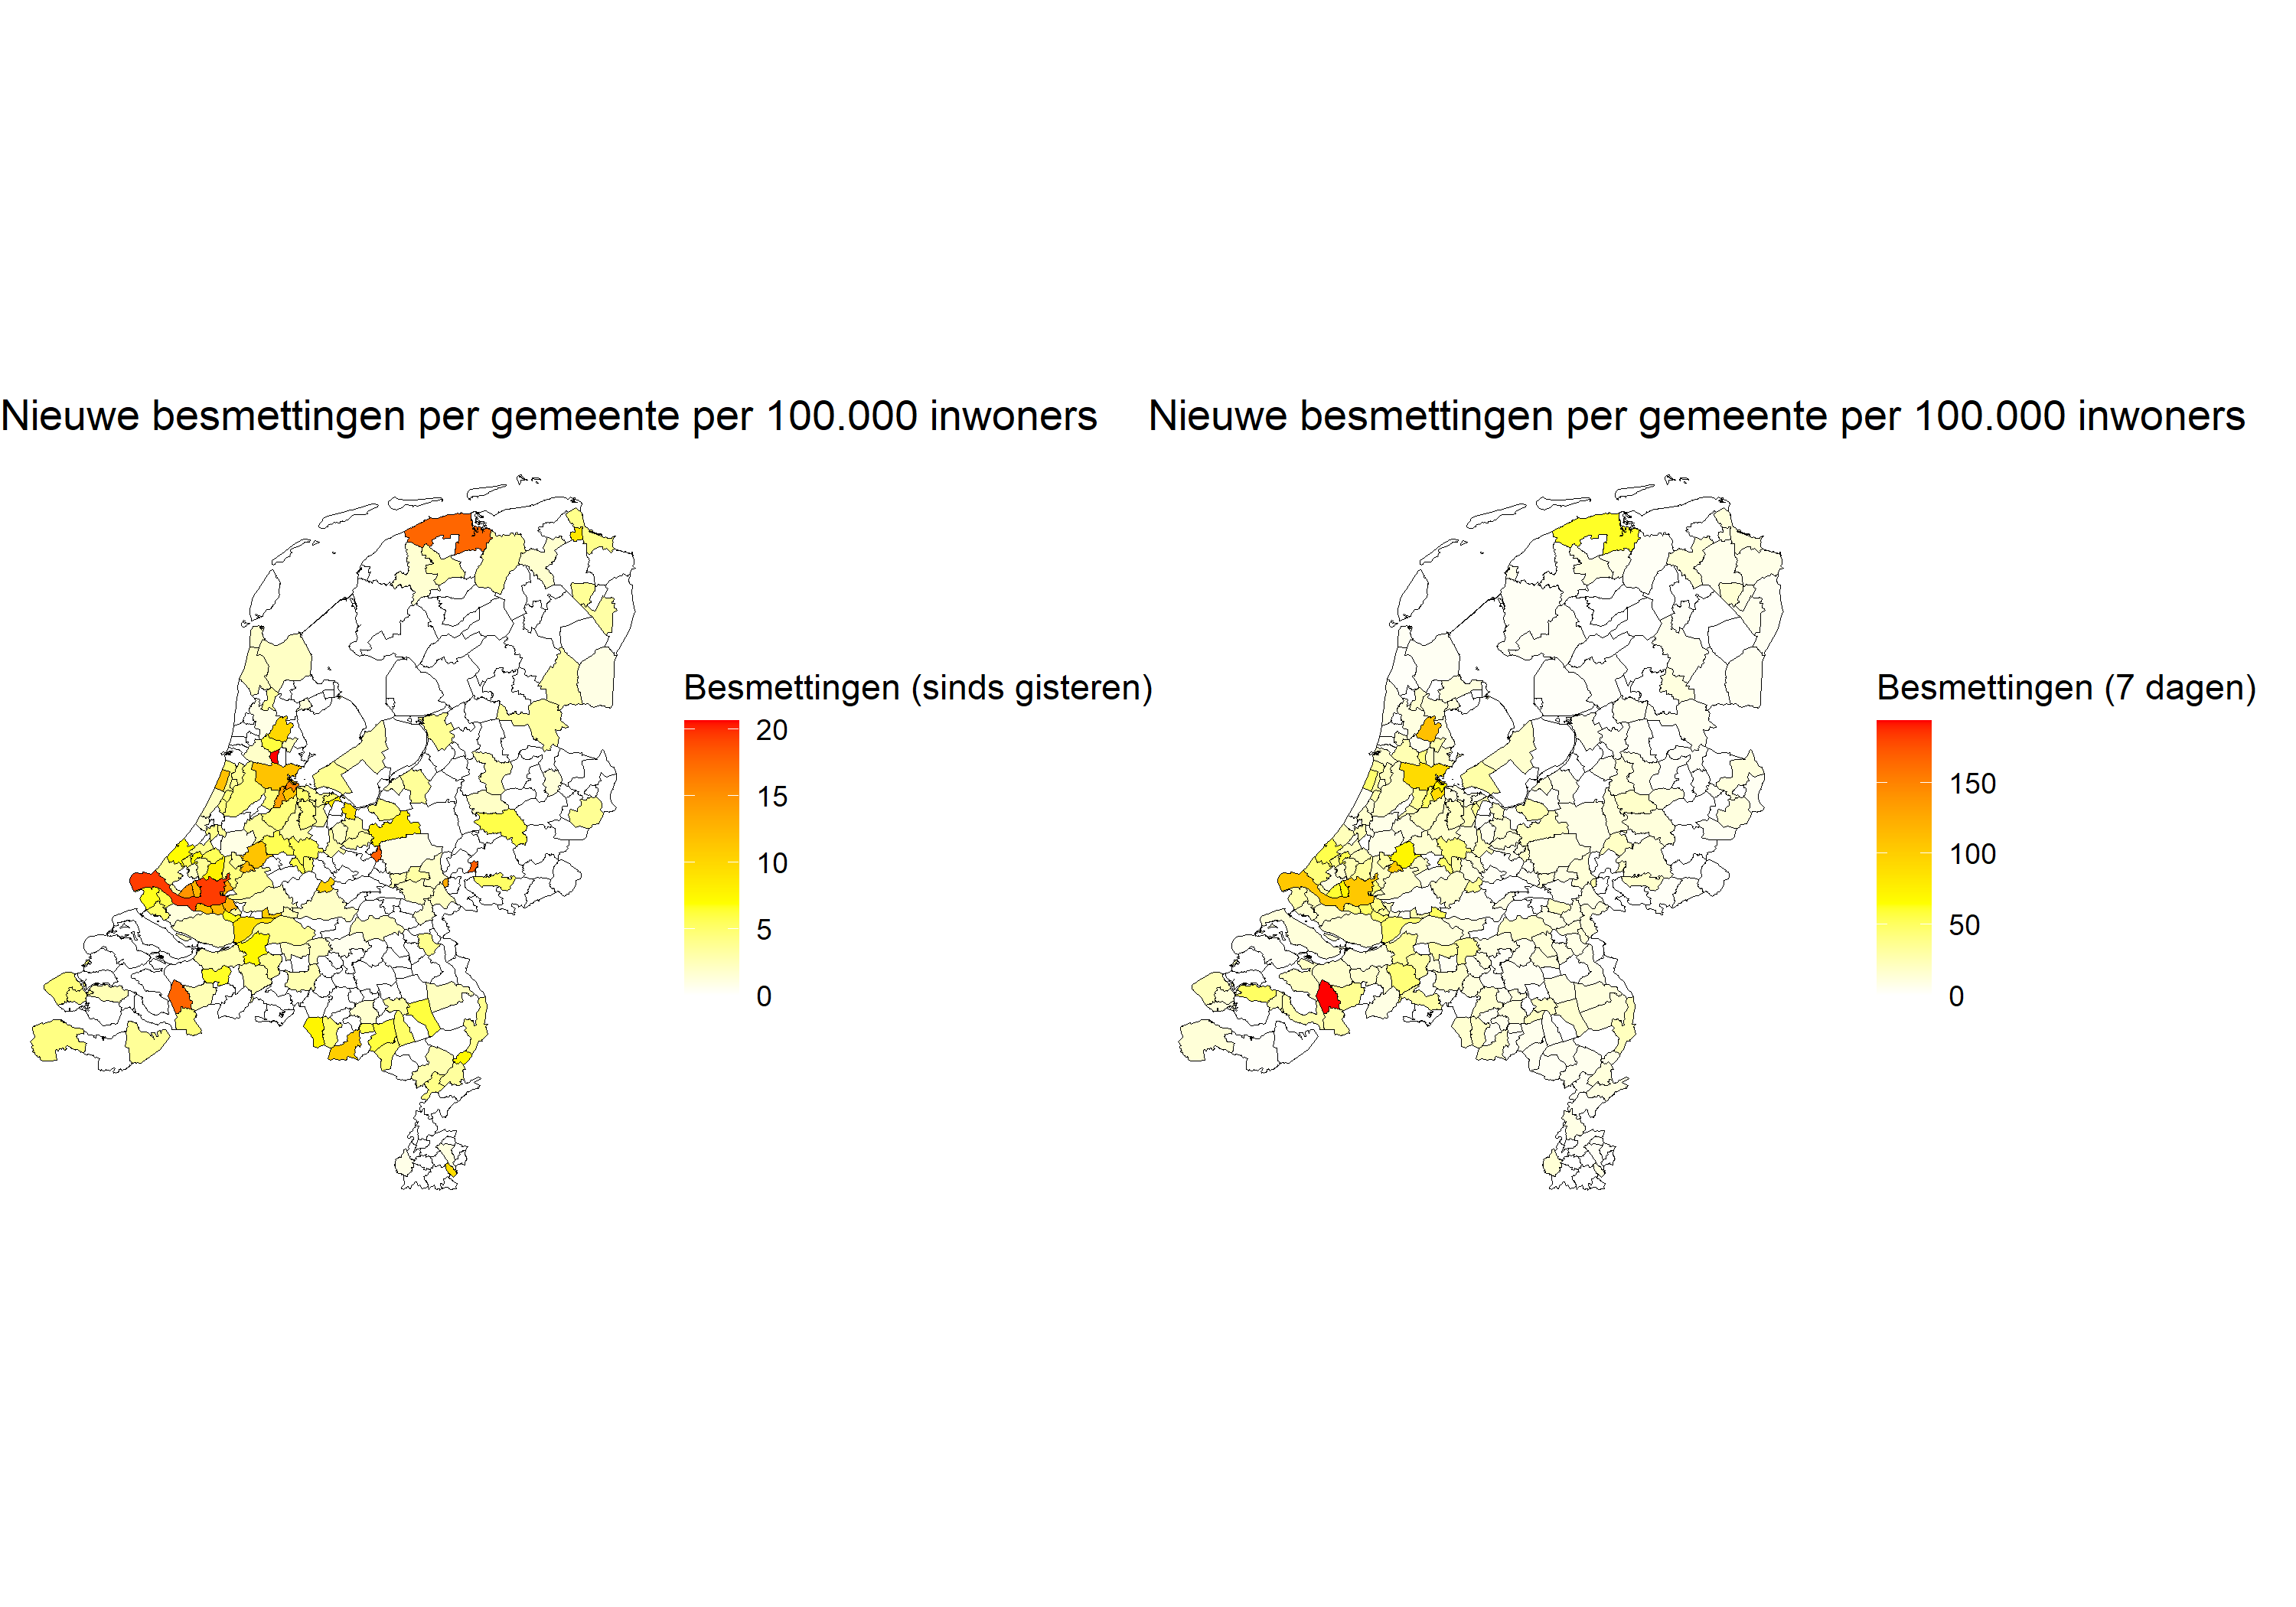 Nieuwe besmettingen per gemeente per 100.000 inwoners
Besmettingen (sinds gisteren)
20
15
10
5
0
Nieuwe besmettingen per gemeente per 100.000 inwoners
Besmettingen (7 dagen)
150
100
50
0